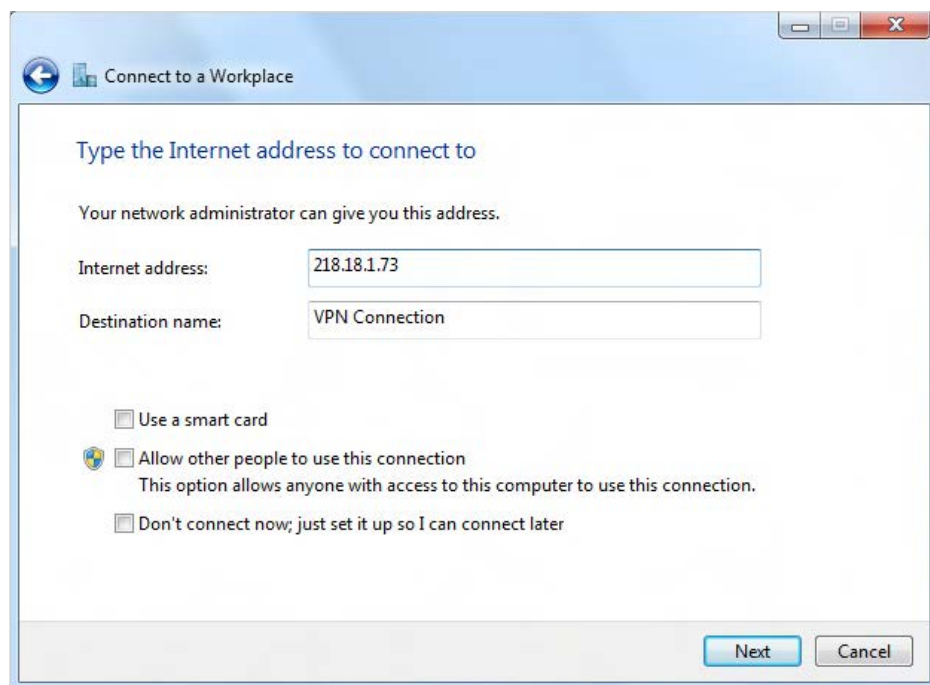 Connect to a Workplace
Type the Internet address to connect to
Your network administrator can give you this address.
Internet address: 218.18.1.73
Destination name: VPN Connection
Use a smart card
Allow other people to use this connection
This option allows anyone with access to this computer to use this connection.
Don't connect now; just set it up so I can connect later
Next Cancel